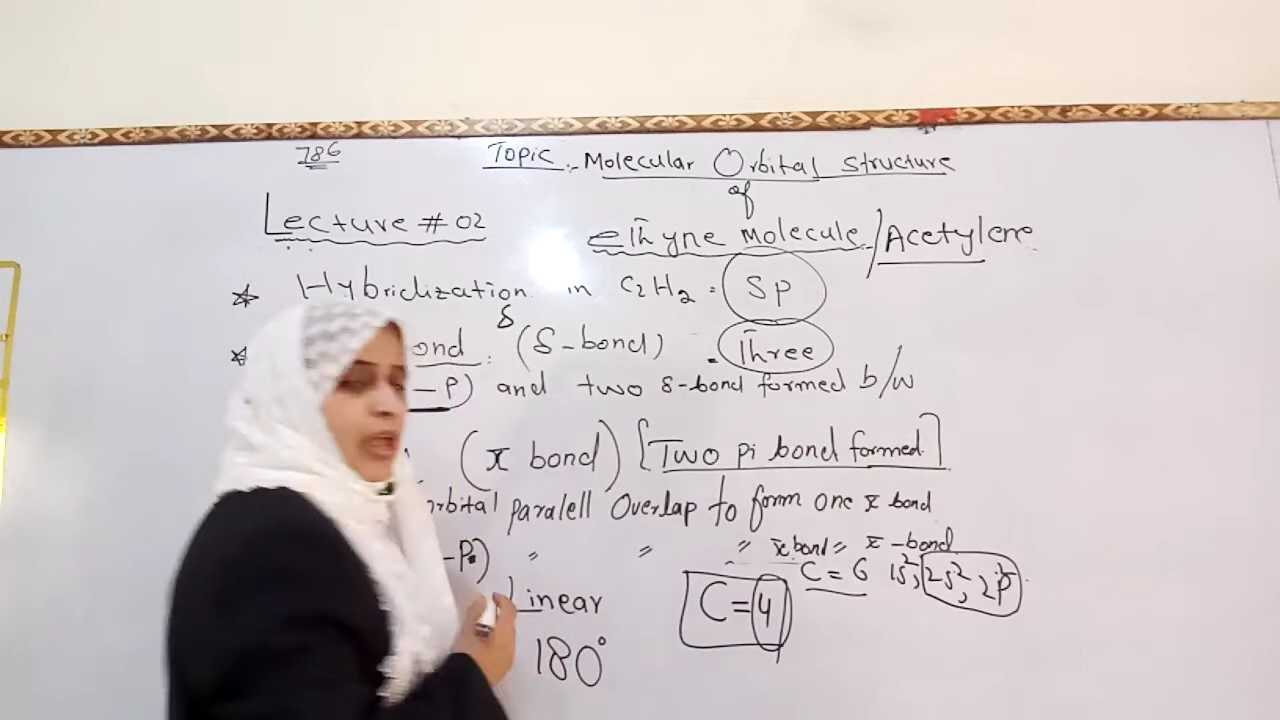 786
Topic:- Molecular Orbital Structure
of
Lecture # 02
eThyne Molecule / Acetylene
* Hybridization in C2H2 = SP
δ
* ond : (δ-bond) = Three
-P) and two δ-bond formed b/w
(π bond) [Two pi bond formed]
orbital paralell Overlap to form one π bond
-P) " " " π bond " π-bond
C = 6 1s², 2s², 2p²
Linear
C = 4
180°